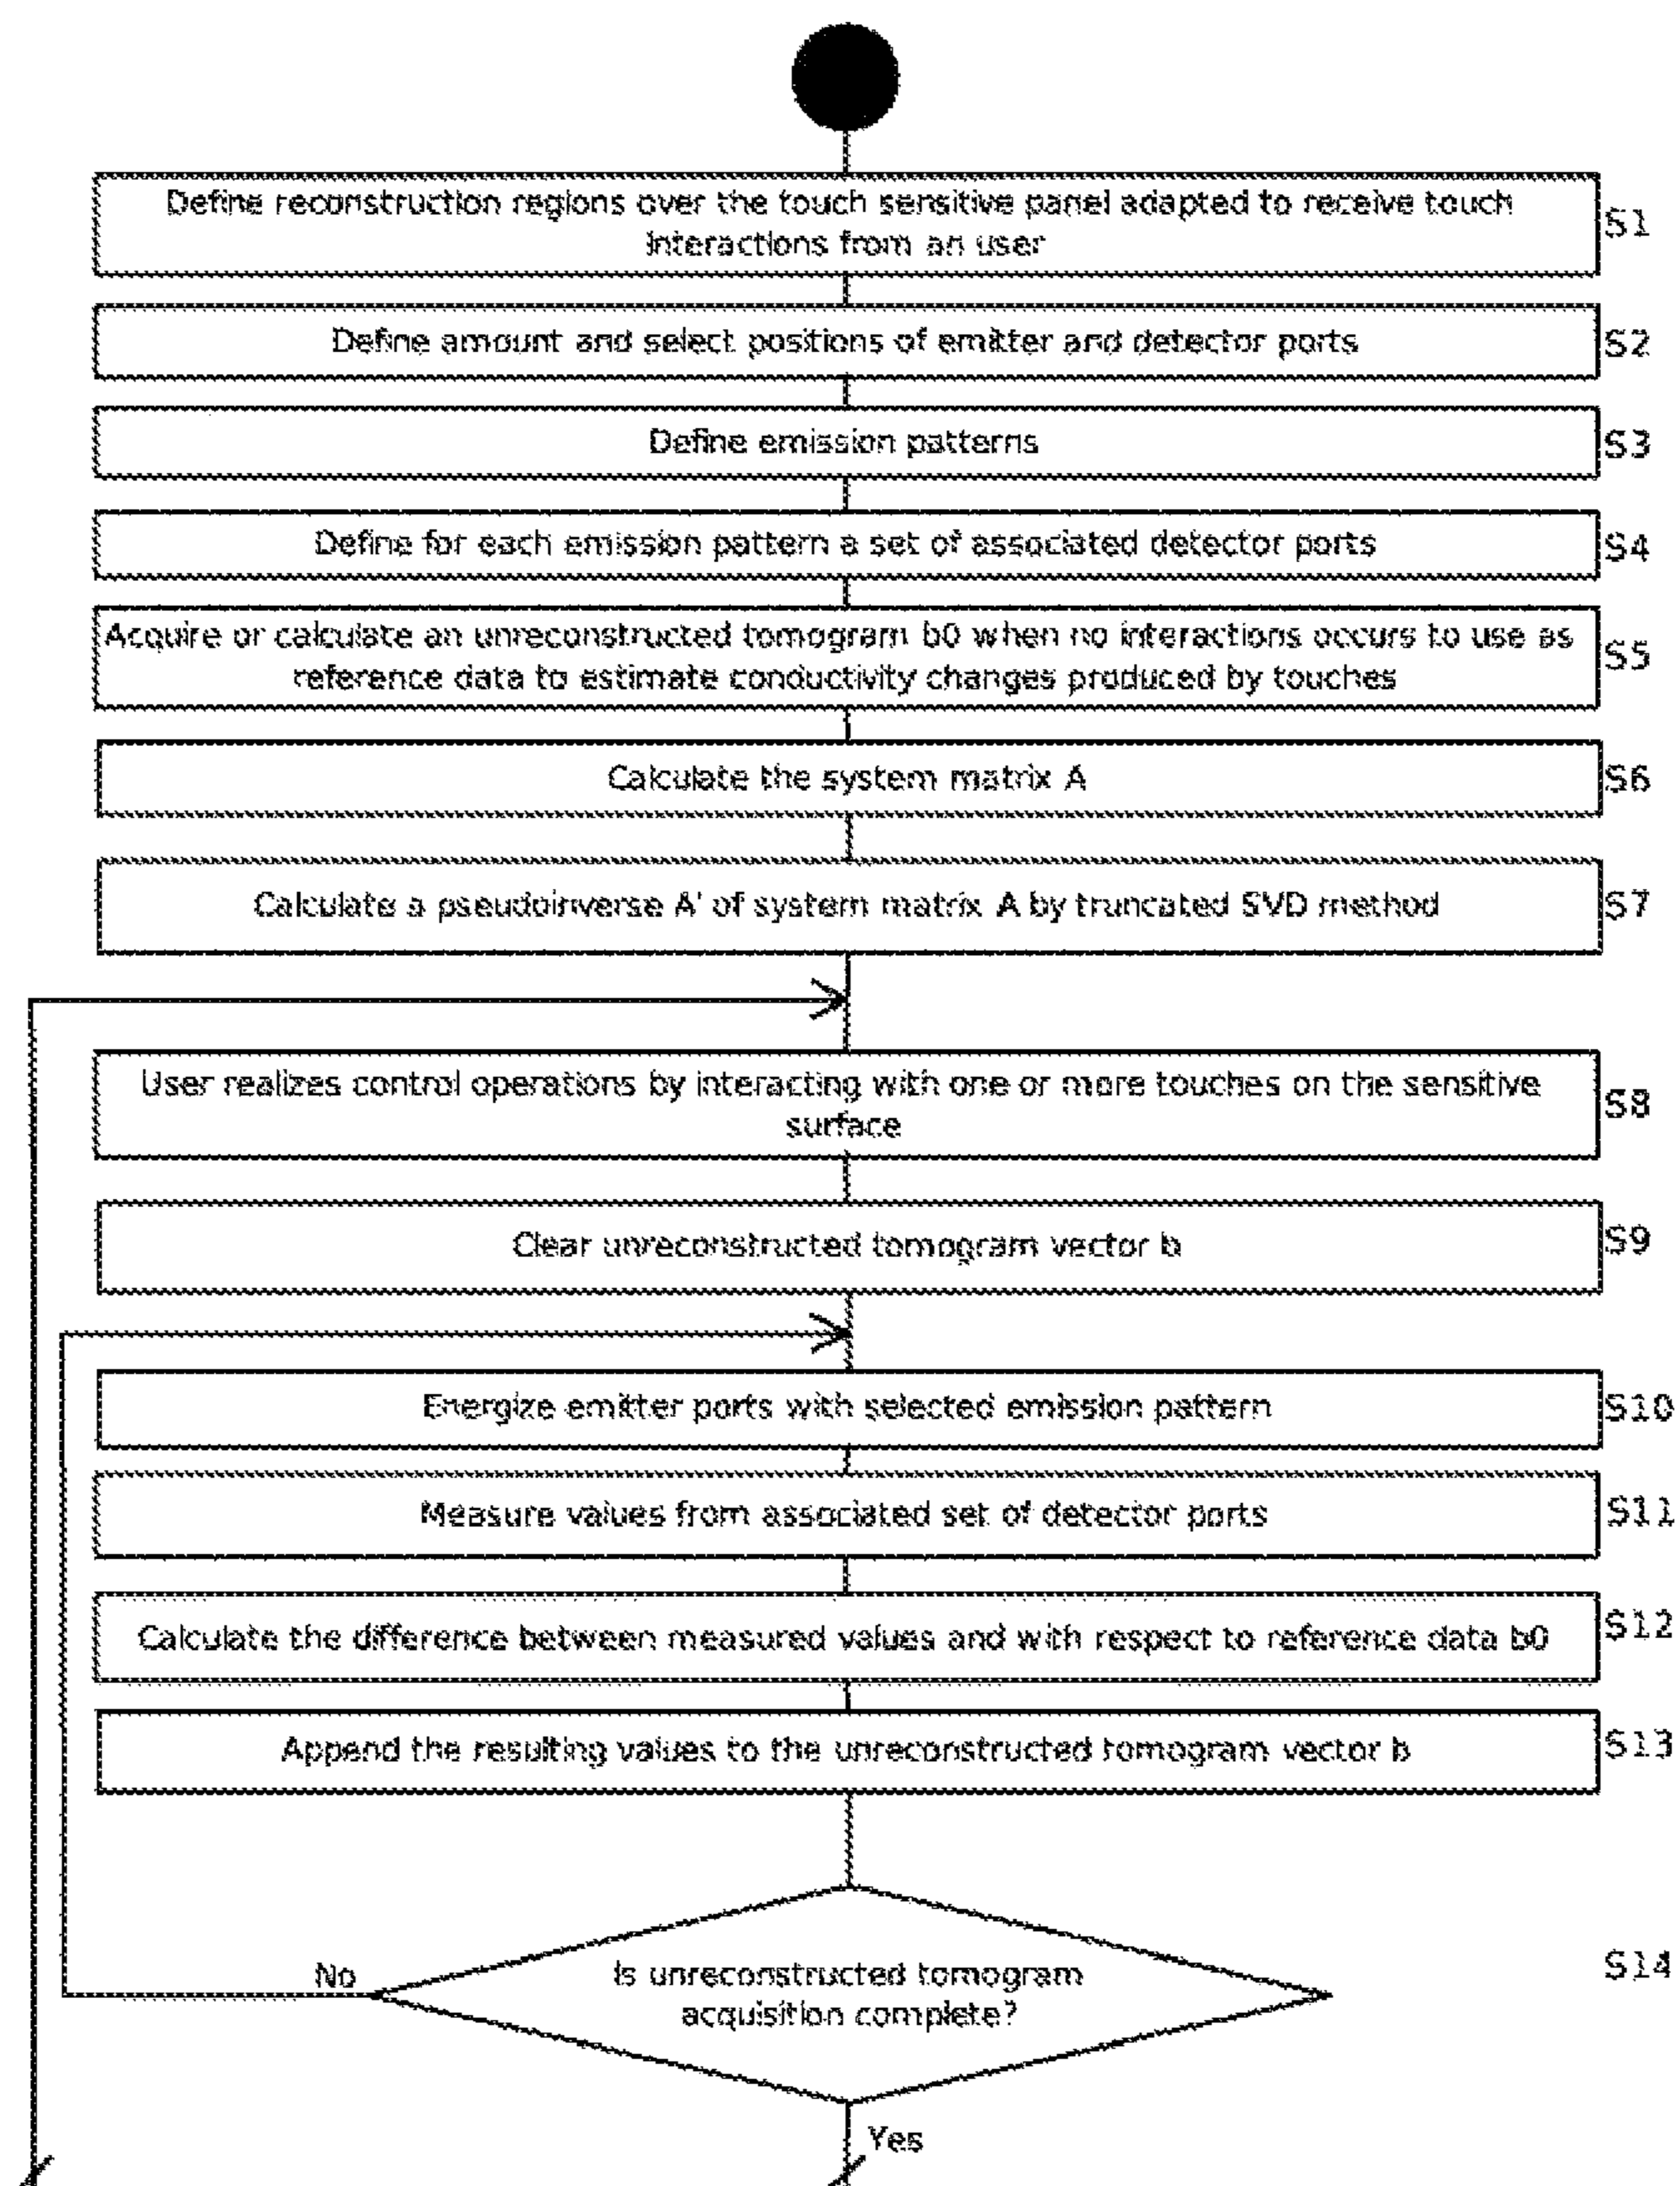 Define reconstruction regions over the touch sensitive panel adapted to receive touch
interactions from an user
S1
Define amount and select positions of emitter and detector ports
S2
Define emission patterns
S3
Define for each emission pattern a set of associated detector ports
S4
Acquire or calculate an unreconstructed tomogram b0 when no interactions occurs to use as
reference data to estimate conductivity changes produced by touches
S5
Calculate the system matrix A
S6
Calculate a pseudoinverse A' of system matrix A by truncated SVD method
S7
User realizes control operations by interacting with one or more touches on the sensitive
surface
S8
Clear unreconstructed tomogram vector b
S9
Energize emitter ports with selected emission pattern
S10
Measure values from associated set of detector ports
S11
Calculate the difference between measured values and with respect to reference data b0
S12
Append the resulting values to the unreconstructed tomogram vector b
S13
No
Is unreconstructed tomogram
acquisition complete?
S14
Yes